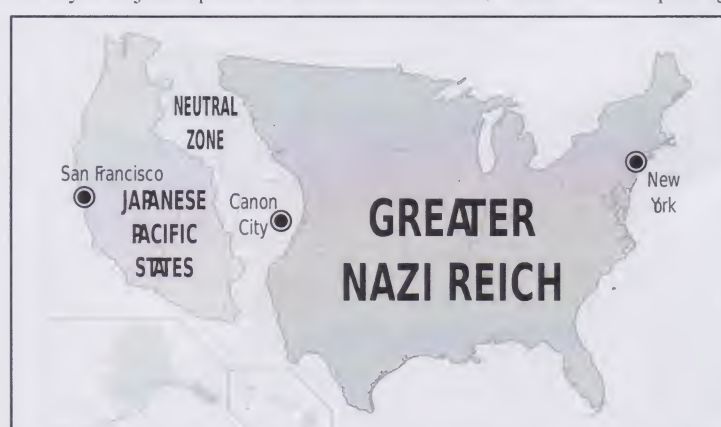 NEUTRAL
ZONE
San Francisco
JAPANESE
PACIFIC
STATES
Canon
City
GREATER
NAZI REICH
New
York